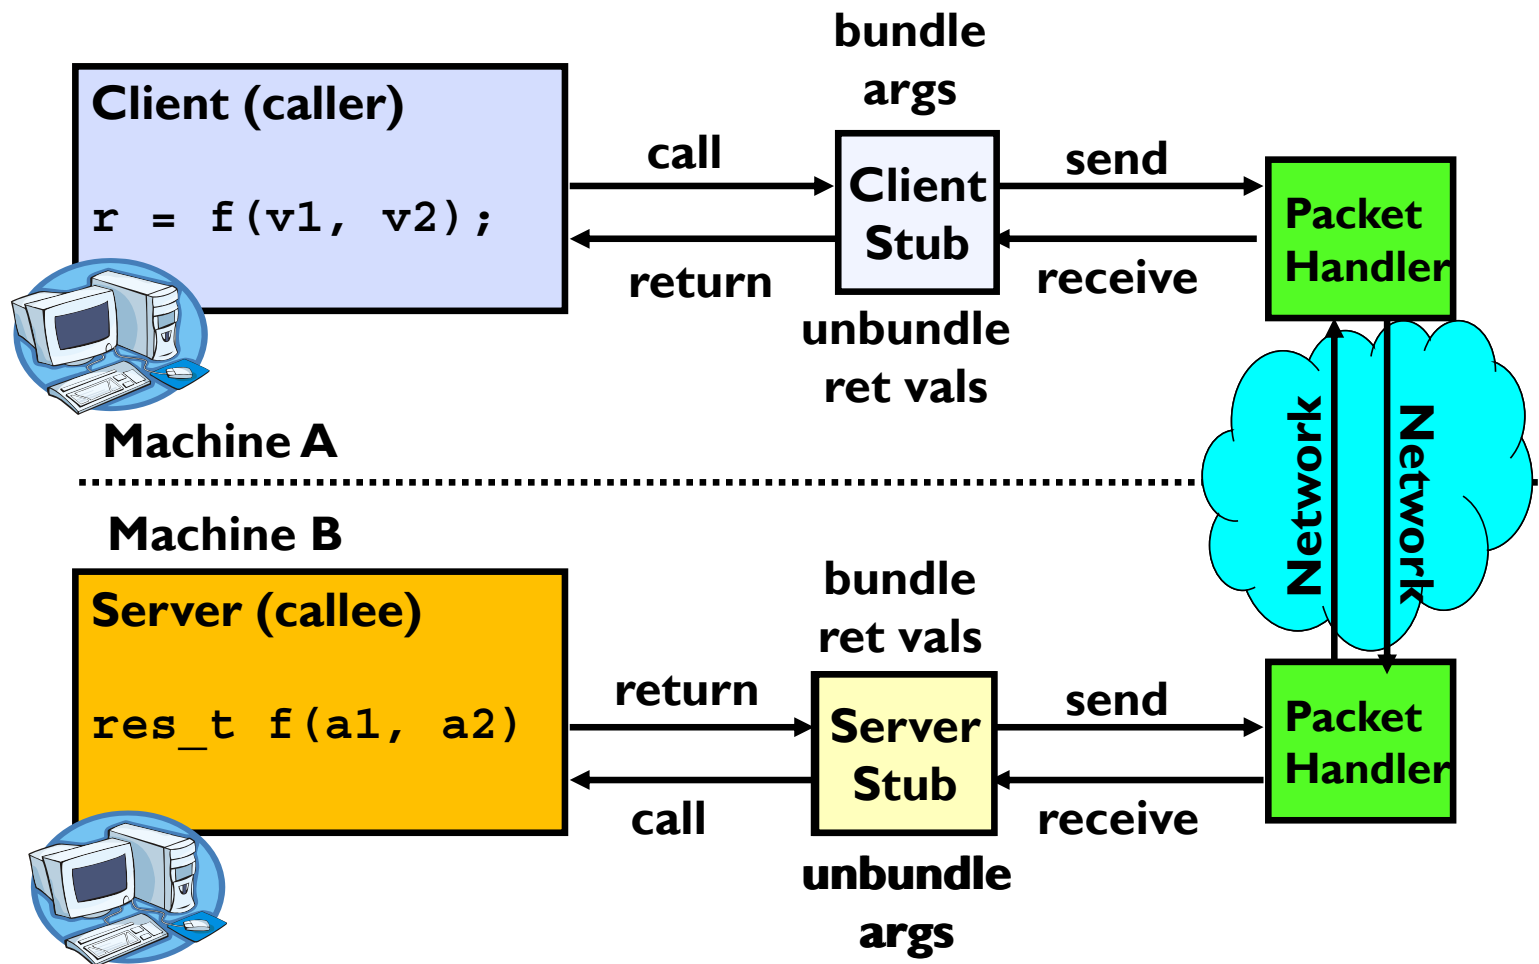 bundle
args
Client (caller)
r = f(v1, v2);
call
return
Client
Stub
send
receive
Packet
Handler
unbundle
ret vals
Network
Network
Machine A
Machine B
Server (callee)
res_t f(a1, a2)
bundle
ret vals
return
call
Server
Stub
send
receive
Packet
Handler
unbundle
args